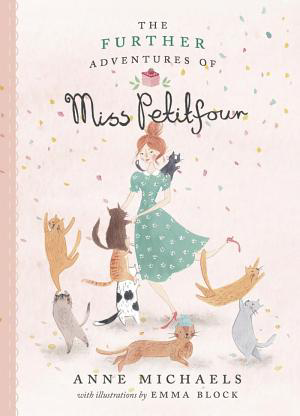 THE
FURTHER
ADVENTURES OF
Miss Petitfour
ANNE MICHAELS
with illustrations by EMMA BLOCK